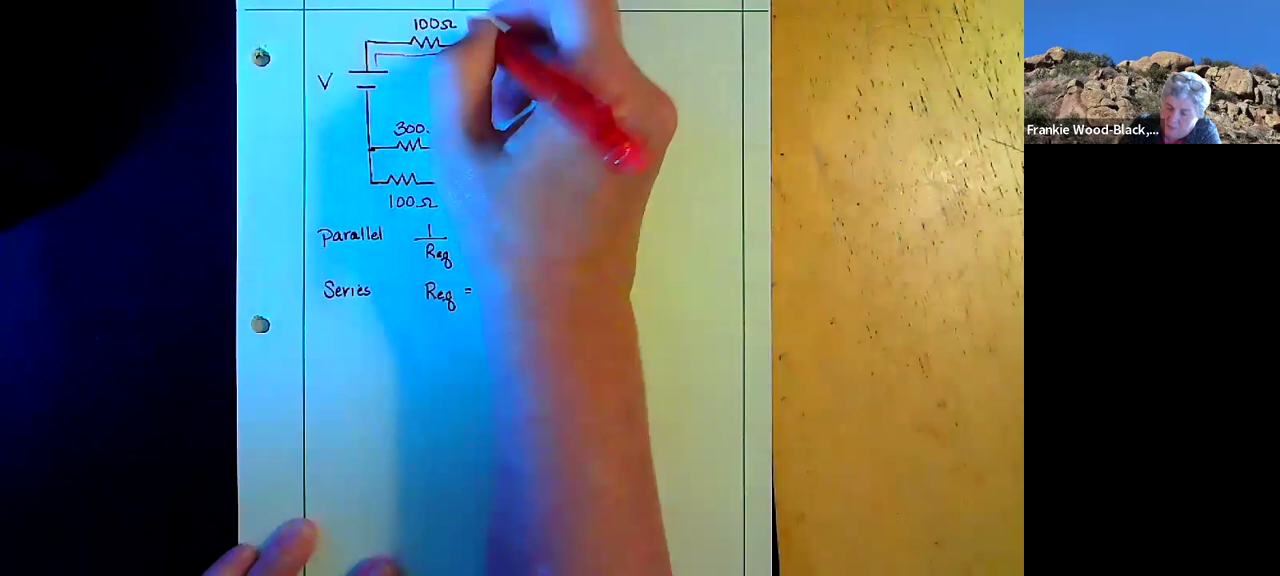 100Ω
V
300.
100Ω
Parallel 1
Req
Series Req =
Frankie Wood-Black,...